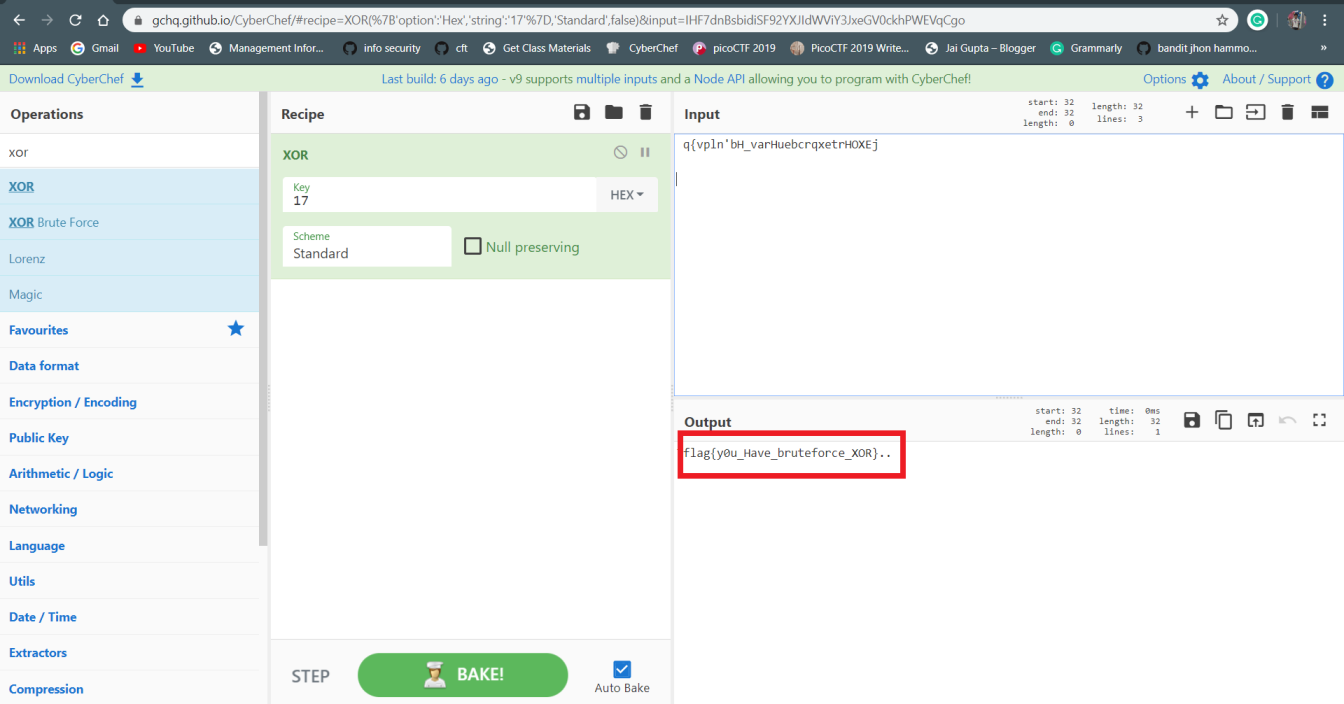 gchq.github.io/CyberChef/#recipe=XOR(%7B'option':'Hex','string':'17'%7D,'Standard',false)&input=IHF7dnBsbidiSF92YXJIdWViY3JxeGV0ckhPWEVqCgo
Apps Gmail YouTube Management Infor... info security cft Get Class Materials CyberChef picoCTF 2019 PicoCTF 2019 Write... Jai Gupta – Blogger Grammarly bandit jhon hammo... »
Download CyberChef Last build: 6 days ago - v9 supports multiple inputs and a Node API allowing you to program with CyberChef! Options About / Support ?
Operations
xor
XOR
XOR Brute Force
Lorenz
Magic
Favourites
Data format
Encryption / Encoding
Public Key
Arithmetic / Logic
Networking
Language
Utils
Date / Time
Extractors
Compression
Recipe
XOR
Key
17
HEX
Scheme
Standard
Null preserving
STEP
BAKE!
Auto Bake
Input
start: 32 length: 32
end: 32 lines: 3
length: 0
q{vpln'bH_varHuebcrqxetrHOXEj
Output
start: 32 time: 0ms
end: 32 length: 32
length: 0 lines: 1
flag{y0u_Have_bruteforce_XOR}..